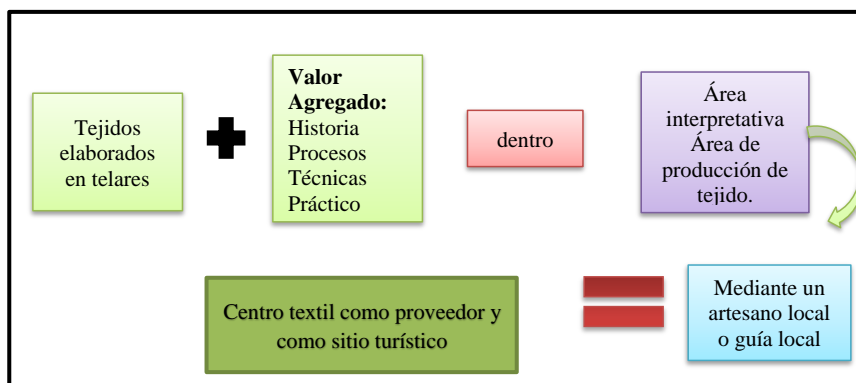 Tejidos
elaborados
en telares
Valor
Agregado:
Historia
Procesos
Técnicas
Práctico
dentro
Área
interpretativa
Área de
producción de
tejido.
Mediante un
artesano local
o guía local
Centro textil como proveedor y
como sitio turístico